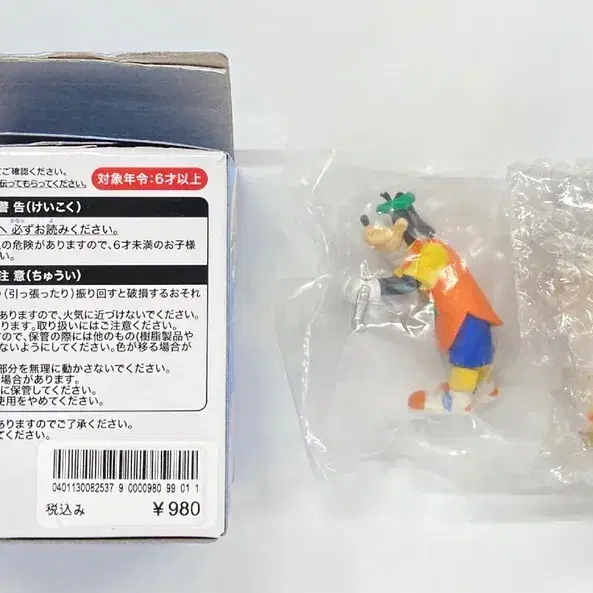 てご確認ください。
伝ってもらってください。
対象年令:6才以上
警 告(けいこく)
必ずお読みください。
の危険がありますので、6才未満のお子様
注 意(ちゅうい)
(引っ張ったり)振り回すと破損するおそれ
ありますので、火気に近づけないでください。
ります。取り扱いにはご注意ください。
すので、保管の際には他のもの(樹脂製品や
ないようにしてください。色が移る場合が
部分を無理に動かさないでください。
場合があります。
に保管してください。
使用をやめてください。
ありますのでご了承ください。
てください。
0401130082537 9 0000980 99 01 1
税込み ¥980